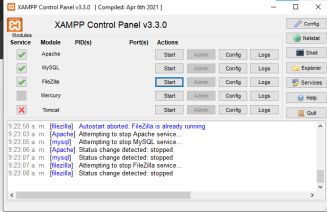 XAMPP Control Panel v3.3.0 [ Compiled: Apr 6th 2021 ]
XAMPP Control Panel v3.3.0
Config
Modules
Service Module PID(s) Port(s) Actions
Netstat
Apache Start Admin Config Logs
Shell
MySQL Start Admin Config Logs
Explorer
FileZilla Start Admin Config Logs
Services
Mercury Start Admin Config Logs
Help
Tomcat Start Admin Config Logs
Quit
9:22:58 a. m. [filezilla] Autostart aborted: FileZilla is already running
9:23:03 a. m. [Apache] Attempting to stop Apache service...
9:23:05 a. m. [mysql] Attempting to stop MySQL service...
9:23:06 a. m. [Apache] Status change detected: stopped
9:23:07 a. m. [mysql] Status change detected: stopped
9:23:07 a. m. [filezilla] Attempting to stop FileZilla service...
9:23:08 a. m. [filezilla] Status change detected: stopped